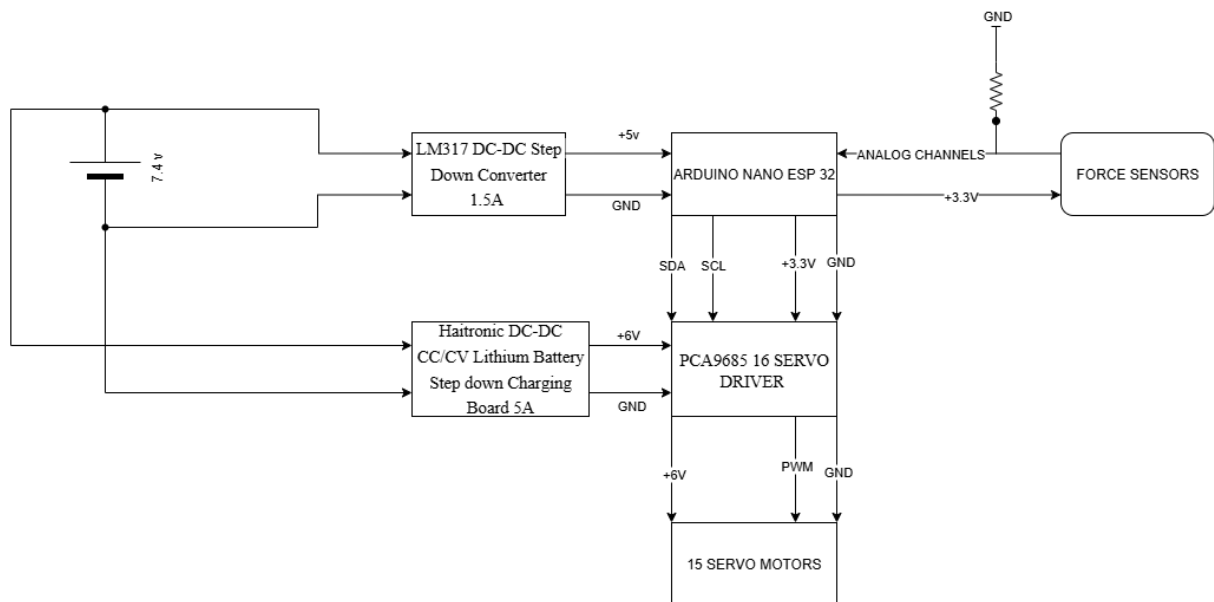 GND
7.4 v
LM317 DC-DC Step
Down Converter
1.5A
+5v
GND
ARDUINO NANO ESP 32
ANALOG CHANNELS
+3.3V
FORCE SENSORS
SDA
SCL
+3.3V
GND
Haitronic DC-DC
CC/CV Lithium Battery
Step down Charging
Board 5A
+6V
GND
PCA9685 16 SERVO
DRIVER
+6V
PWM
GND
15 SERVO MOTORS